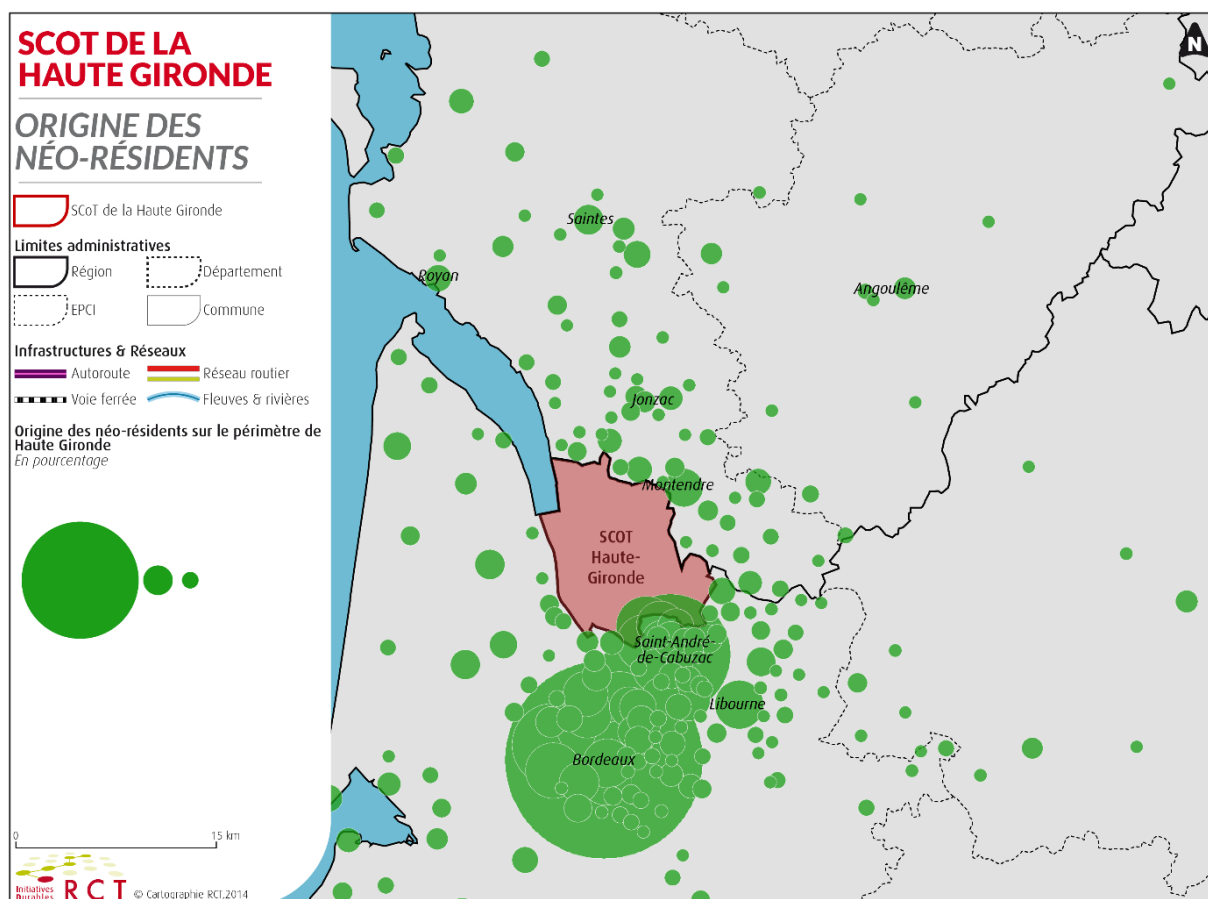 SCOT DE LA
HAUTE GIRONDE
ORIGINE DES
NÉO-RÉSIDENTS
SCoT de la Haute Gironde
Limites administratives
Région
Département
EPCI
Commune
Infrastructures & Réseaux
Autoroute
Réseau routier
Voie ferrée
Fleuves & rivières
Origine des néo-résidents sur le périmètre de
Haute Gironde
En pourcentage
0
15 km
Initiatives
Durables
RCT
© Cartographie RCT,2014
N
Saintes
Royan
Angoulême
Jonzac
Montendre
SCOT
Haute-
Gironde
Saint-André-
de-Cabuzac
Libourne
Bordeaux